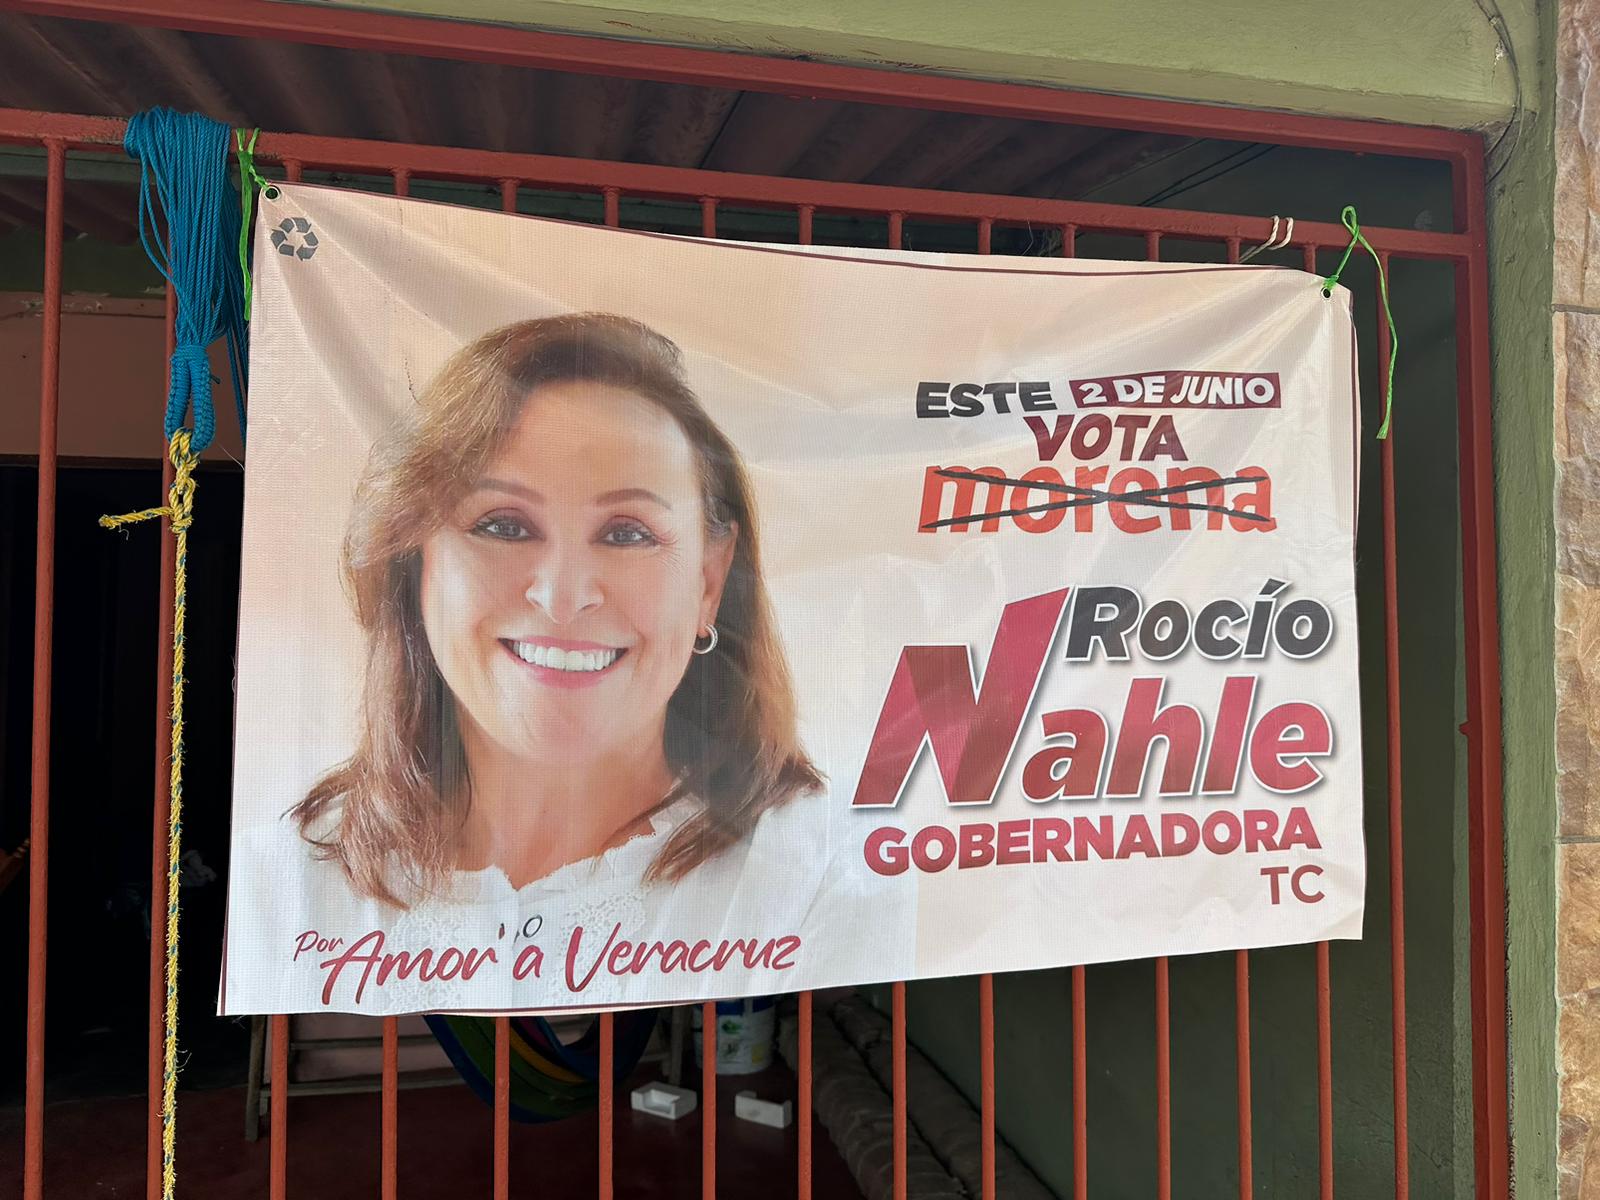 ESTE 2 DE JUNIO
VOTA
morena
Rocío
Nahle
GOBERNADORA
TC
Por Amor a Veracruz